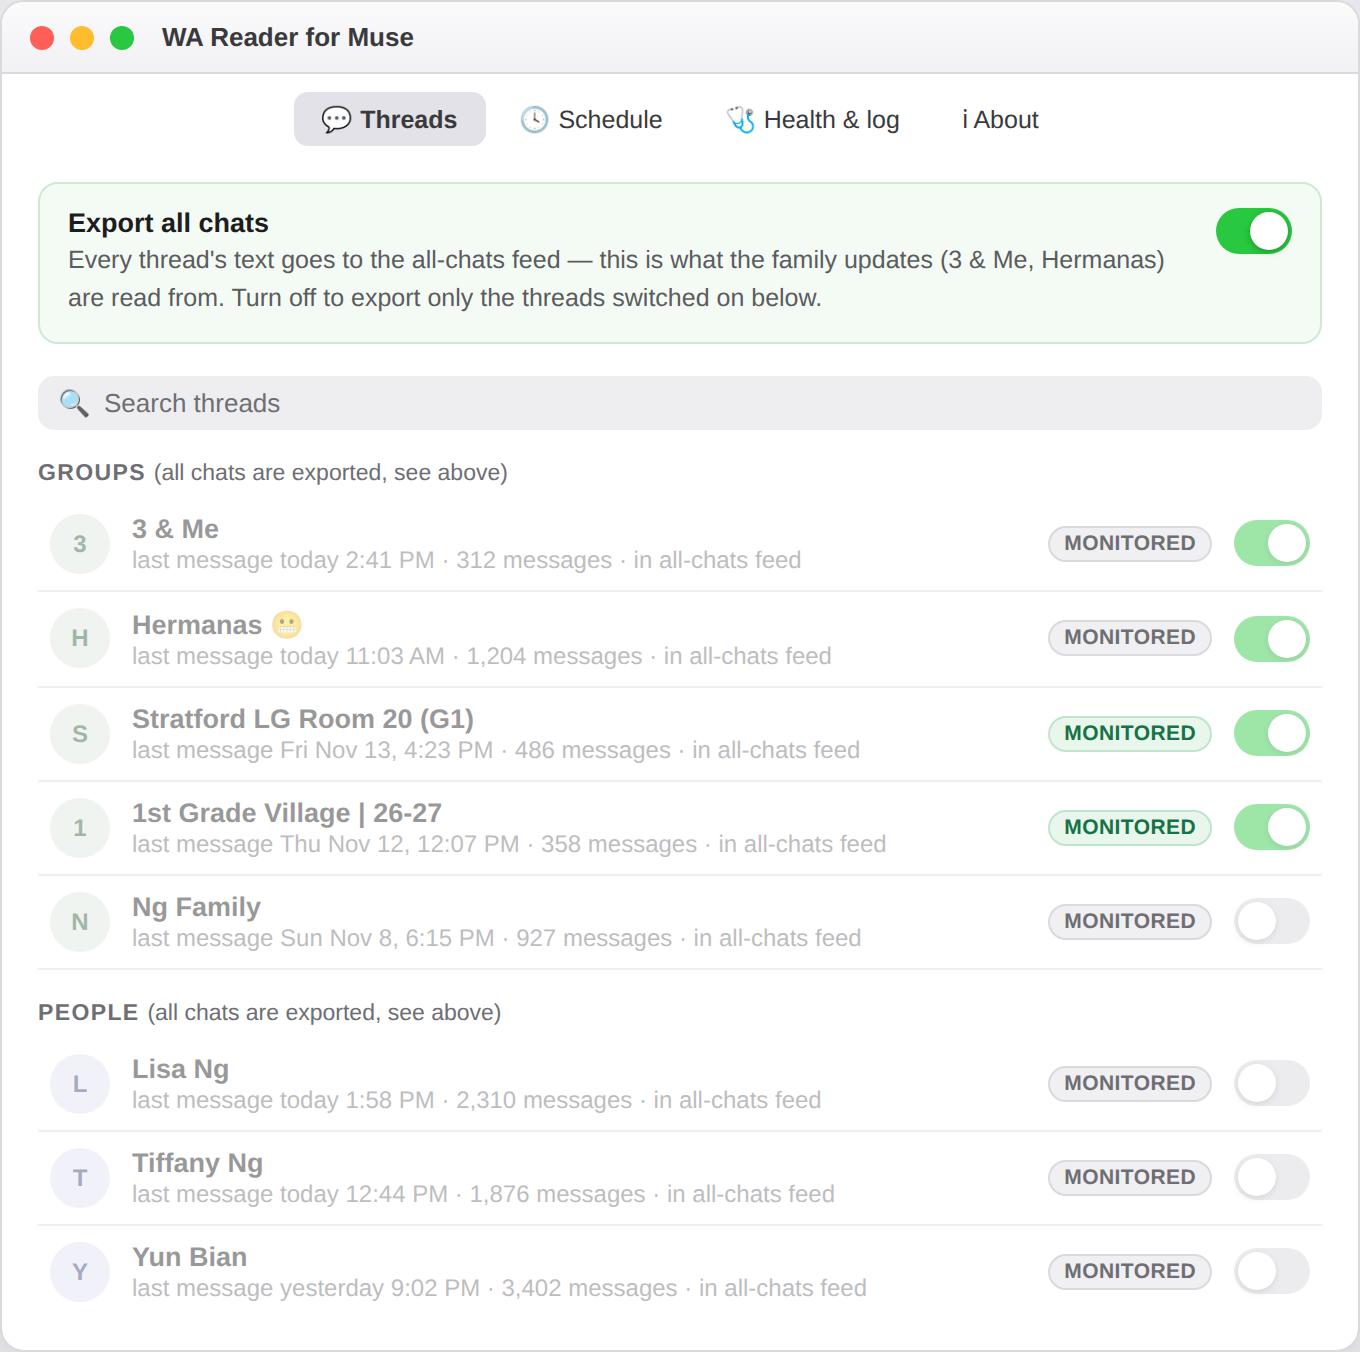 WA Reader for Muse
💬 Threads
🕓 Schedule
🩺 Health & log
i About
Export all chats
Every thread's text goes to the all-chats feed — this is what the family updates (3 & Me, Hermanas)
are read from. Turn off to export only the threads switched on below.
🔍 Search threads
GROUPS (all chats are exported, see above)
3
3 & Me
last message today 2:41 PM · 312 messages · in all-chats feed
MONITORED
H
Hermanas 😬
last message today 11:03 AM · 1,204 messages · in all-chats feed
MONITORED
S
Stratford LG Room 20 (G1)
last message Fri Nov 13, 4:23 PM · 486 messages · in all-chats feed
MONITORED
1
1st Grade Village | 26-27
last message Thu Nov 12, 12:07 PM · 358 messages · in all-chats feed
MONITORED
N
Ng Family
last message Sun Nov 8, 6:15 PM · 927 messages · in all-chats feed
MONITORED
PEOPLE (all chats are exported, see above)
L
Lisa Ng
last message today 1:58 PM · 2,310 messages · in all-chats feed
MONITORED
T
Tiffany Ng
last message today 12:44 PM · 1,876 messages · in all-chats feed
MONITORED
Y
Yun Bian
last message yesterday 9:02 PM · 3,402 messages · in all-chats feed
MONITORED